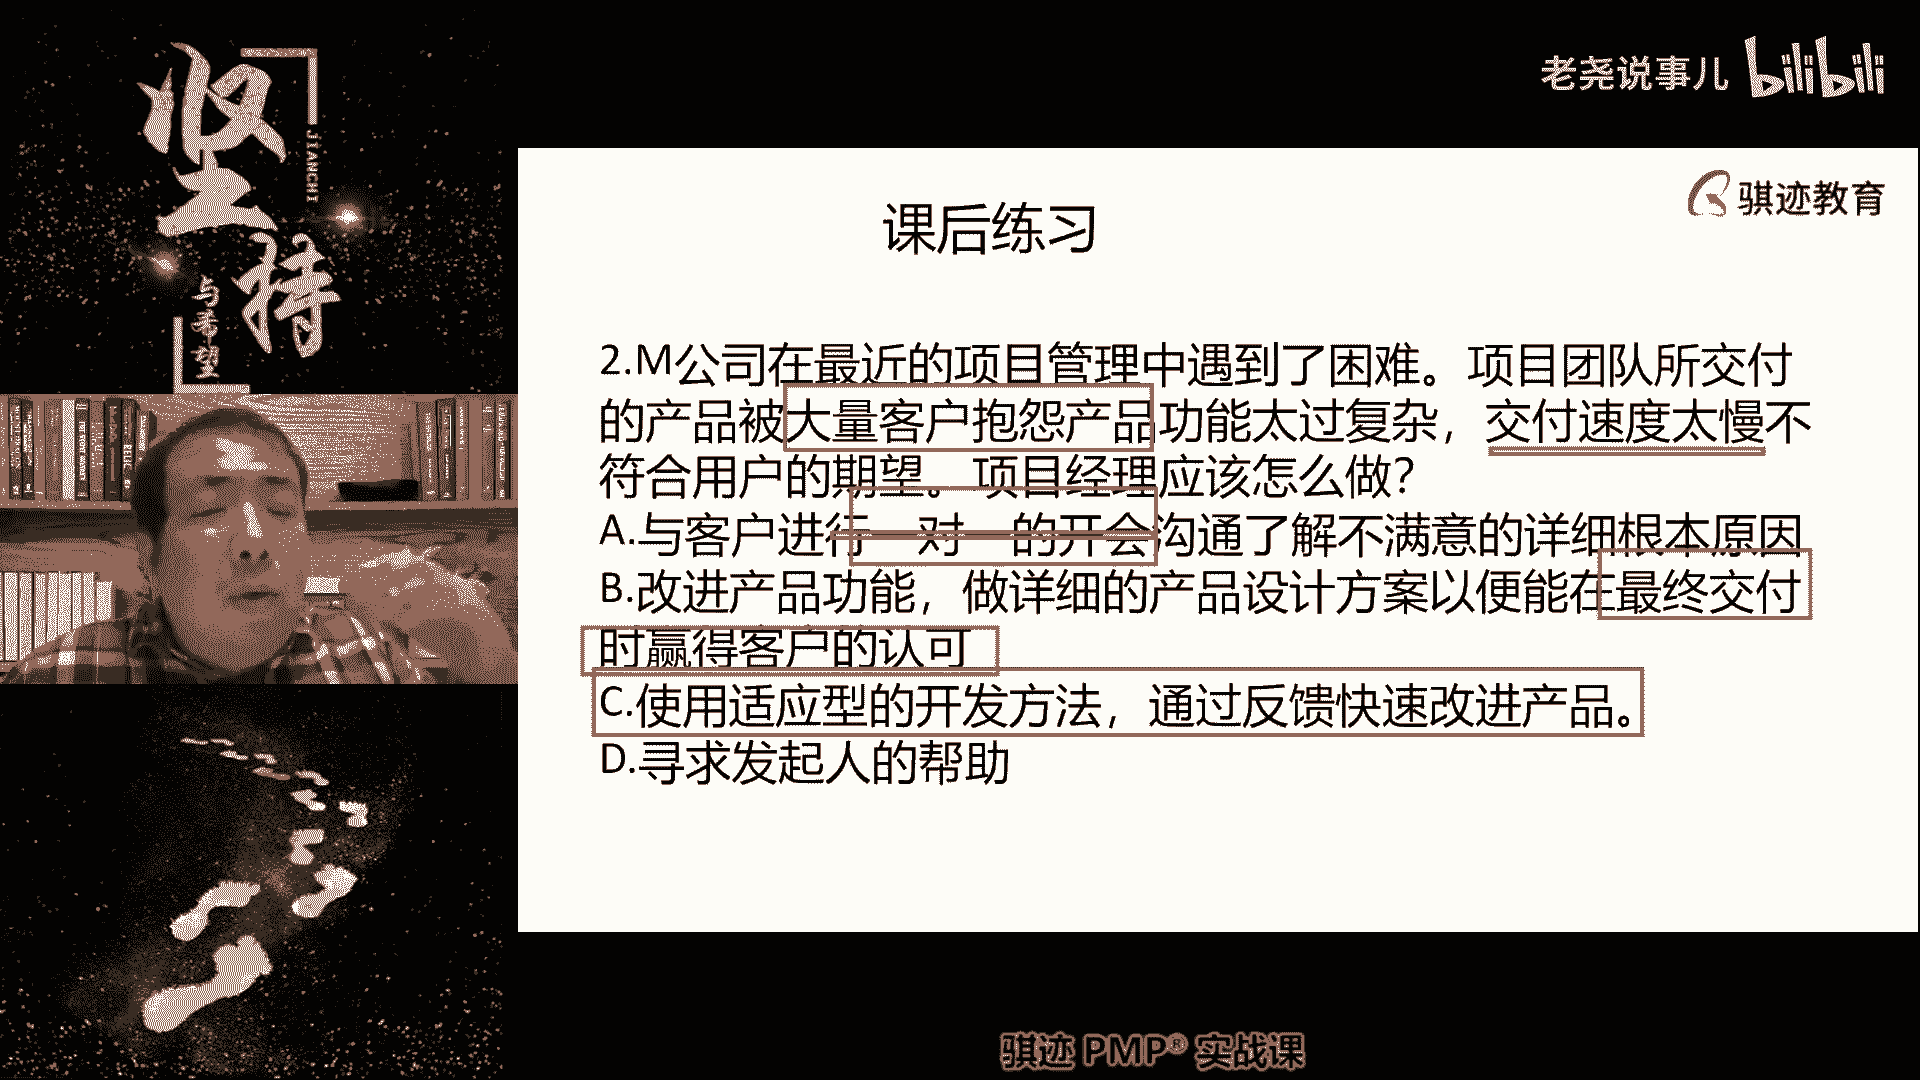 坚持
JIANCHI
与希望
老尧说事儿 bilibili
骐迹教育
课后练习
2.M公司在最近的项目管理中遇到了困难。项目团队所交付
的产品被大量客户抱怨产品功能太过复杂，交付速度太慢不
符合用户的期望。项目经理应该怎么做？
A.与客户进行一对一的开会沟通了解不满意的详细根本原因
B.改进产品功能，做详细的产品设计方案以便能在最终交付
时赢得客户的认可
C.使用适应型的开发方法，通过反馈快速改进产品。
D.寻求发起人的帮助
骐迹 PMP® 实战课